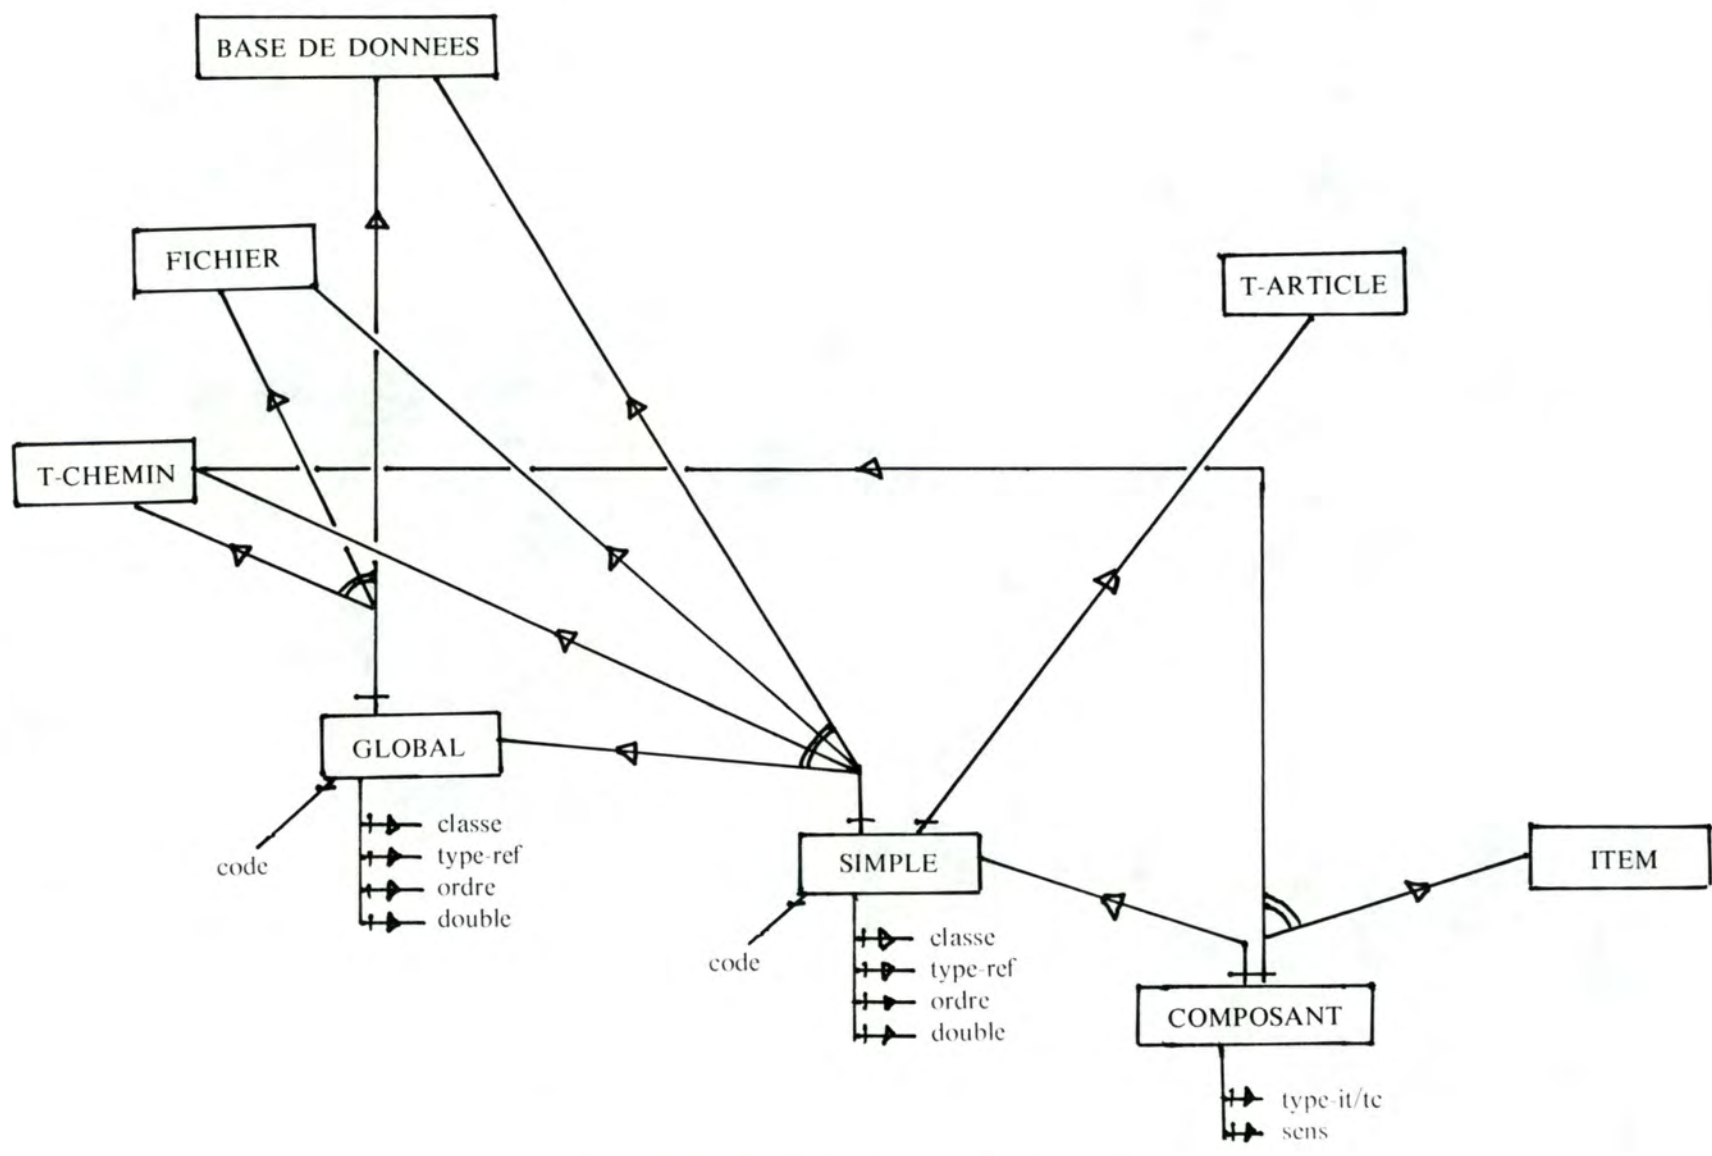 BASE DE DONNEES
FICHIER
T-ARTICLE
T-CHEMIN
GLOBAL
code
classe
type-ref
ordre
double
SIMPLE
code
classe
type-ref
ordre
double
ITEM
COMPOSANT
type-it/tc
sens